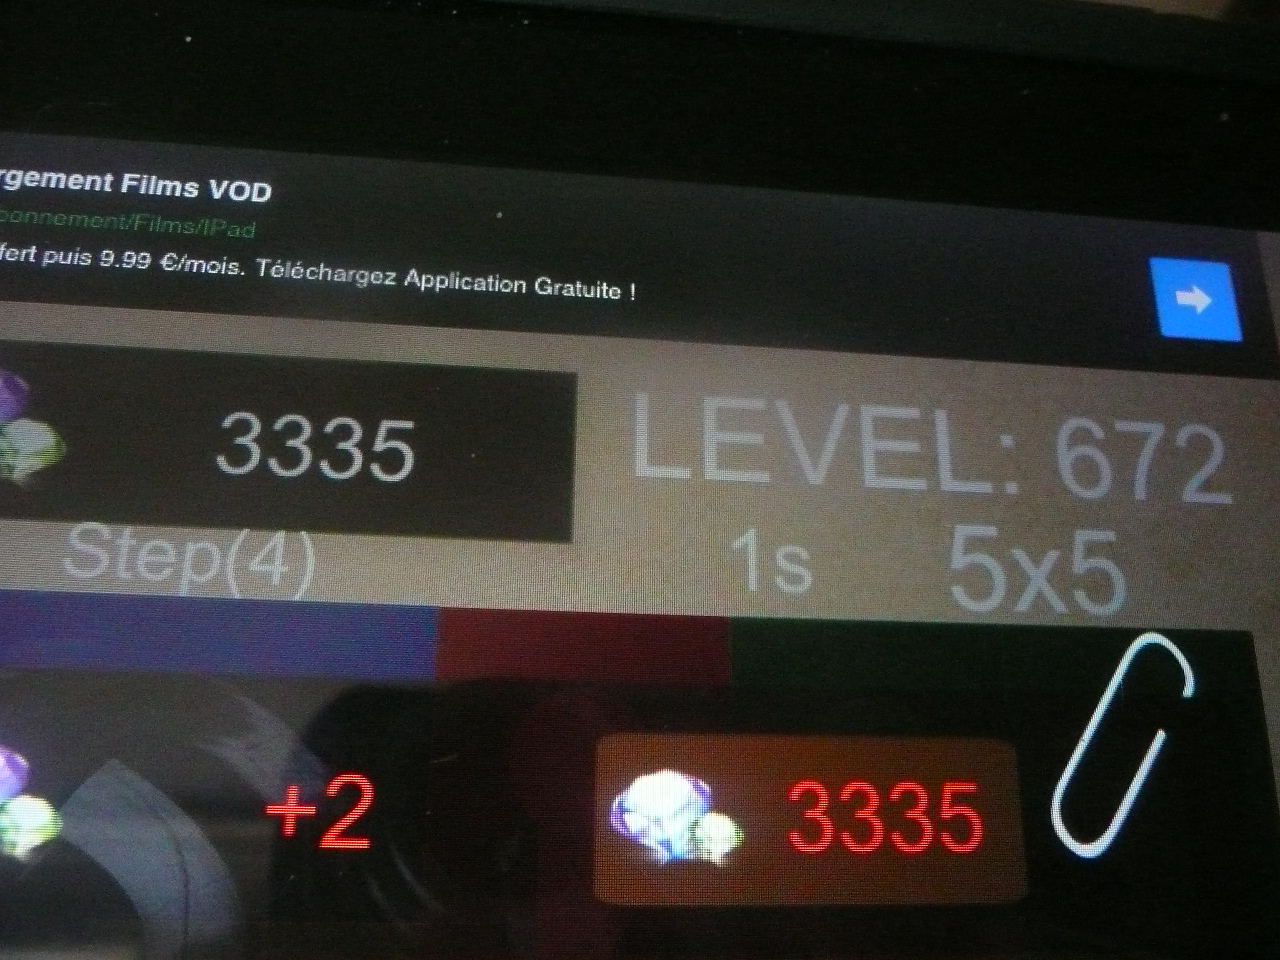 rgement Films VOD
bonnement/Films/IPad
fert puis 9.99 €/mois. Téléchargez Application Gratuite !
3335
LEVEL: 672
Step(4)
1s
5x5
+2
3335